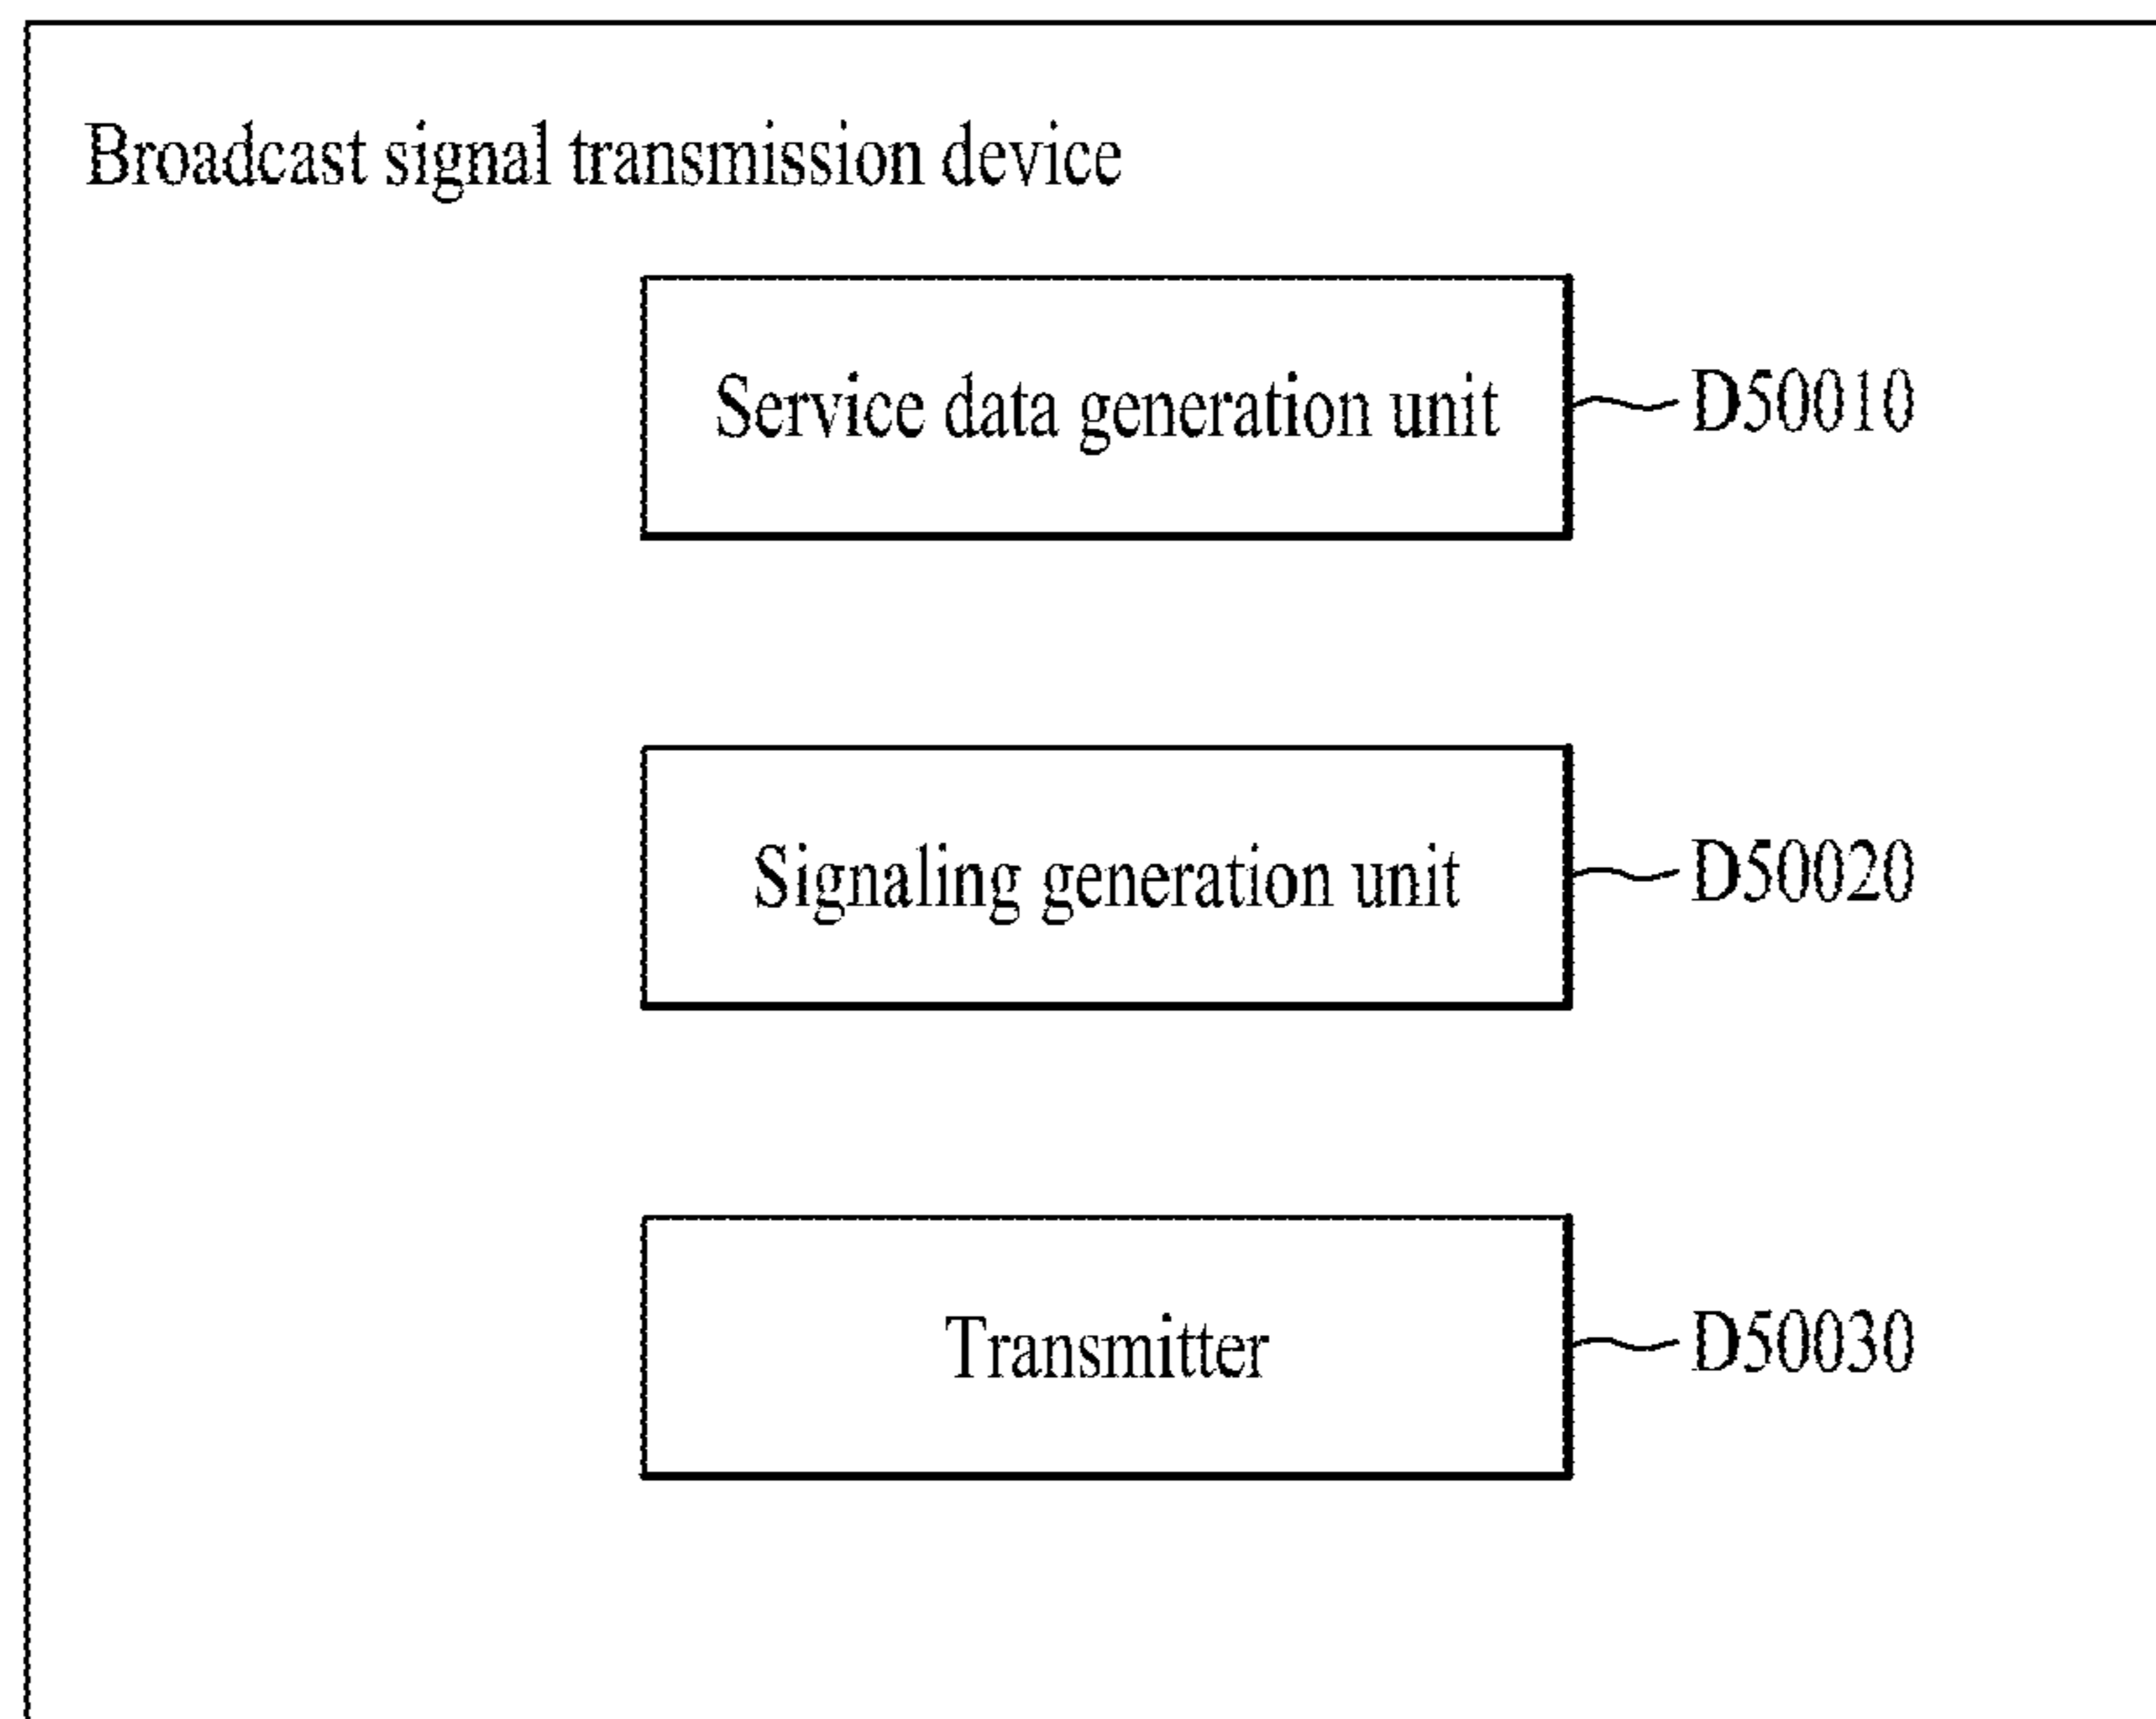 Broadcast signal transmission device
Service data generation unit
D50010
Signaling generation unit
D50020
Transmitter
D50030